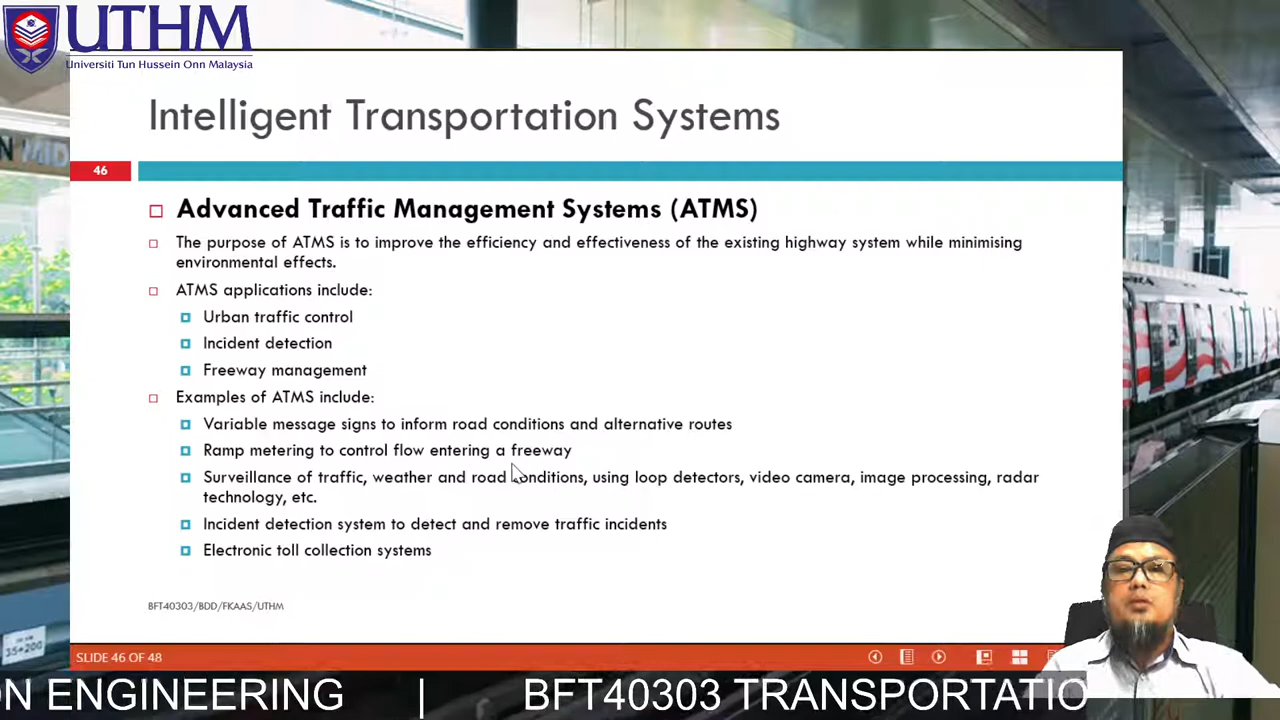 UTHM
Universiti Tun Hussein Onn Malaysia
Intelligent Transportation Systems
N MID
46
Advanced Traffic Management Systems (ATMS)
The purpose of ATMS is to improve the efficiency and effectiveness of the existing highway system while minimising
environmental effects.
ATMS applications include:
Urban traffic control
Incident detection
Freeway management
Examples of ATMS include:
Variable message signs to inform road conditions and alternative routes
Ramp metering to control flow entering a freeway
Surveillance of traffic, weather and road conditions, using loop detectors, video camera, image processing, radar
technology, etc.
Incident detection system to detect and remove traffic incidents
Electronic toll collection systems
BFT40303/BDD/FKAAS/UTHM
35+200
SLIDE 46 OF 48
ON ENGINEERING | BFT40303 TRANSPORTATIO